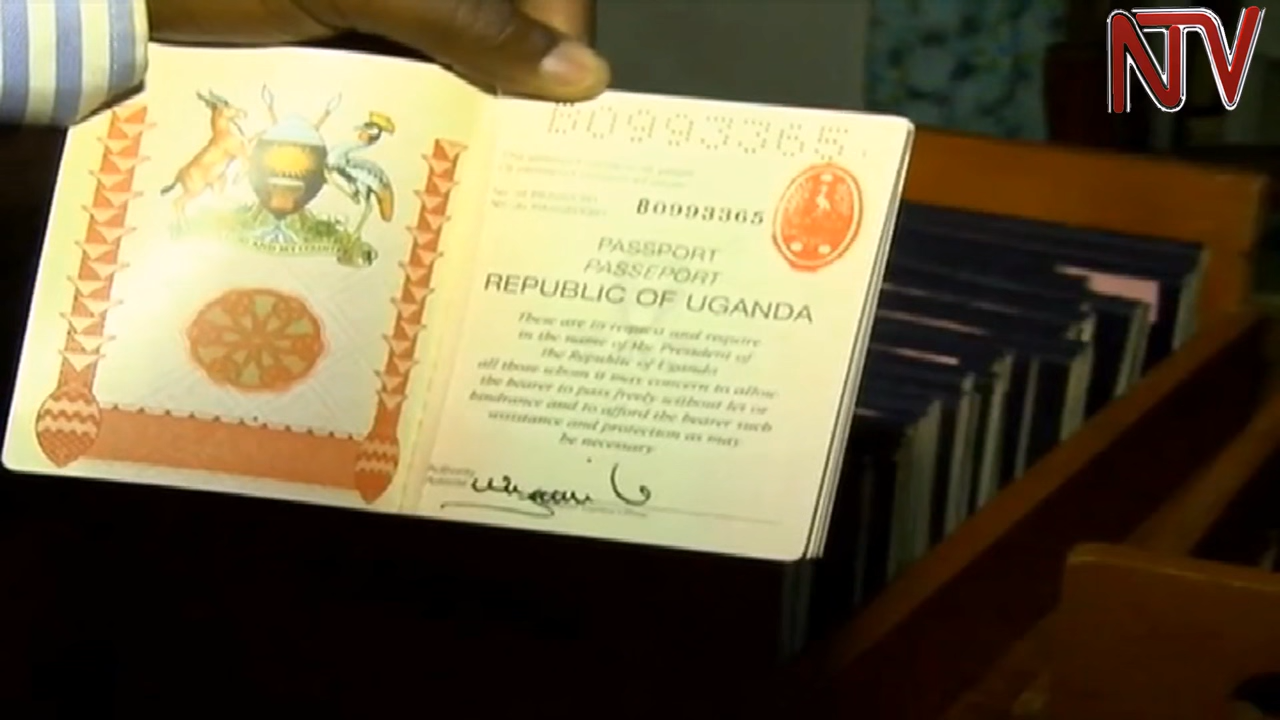 NTV
B0993365
B0993365
PASSPORT
PASSEPORT
REPUBLIC OF UGANDA
These are to request and require
in the name of the President of
the Republic of Uganda
all those whom it may concern to allow
the bearer to pass freely without let or
hindrance and to afford the bearer such
assistance and protection as may
be necessary
Authority